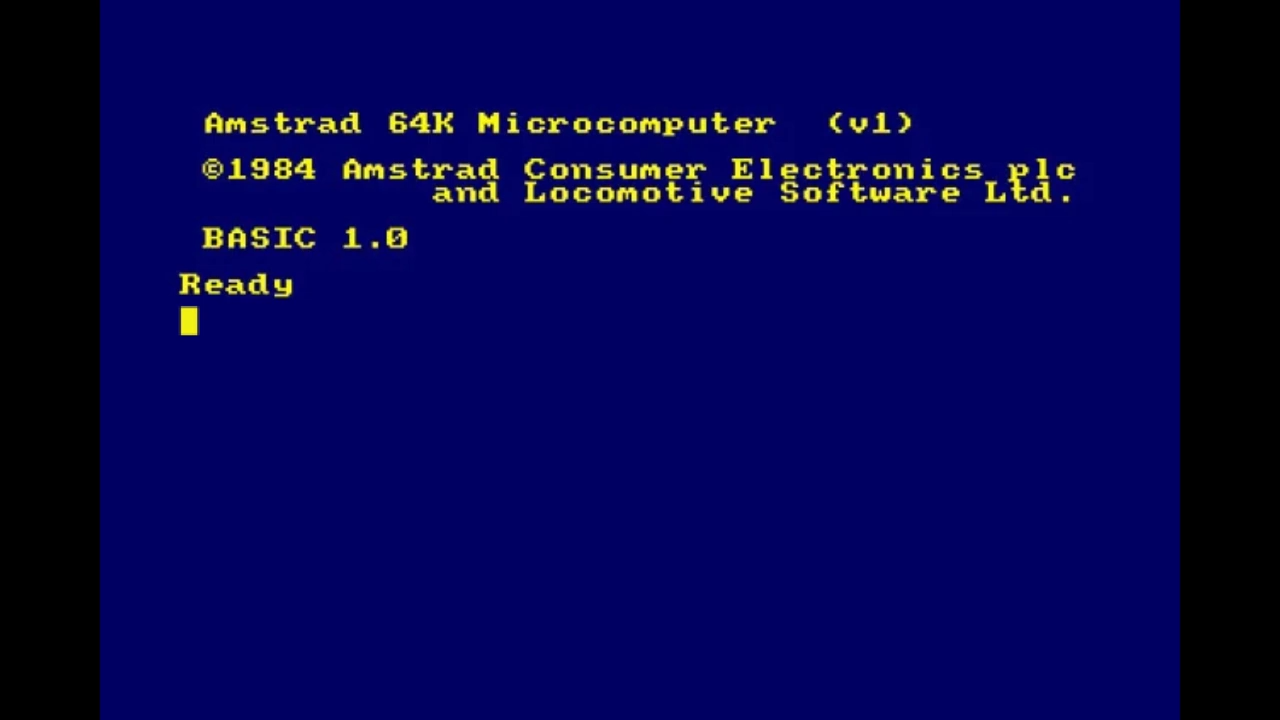 Amstrad 64K Microcomputer  (v1)
©1984 Amstrad Consumer Electronics plc
and Locomotive Software Ltd.
BASIC 1.0
Ready